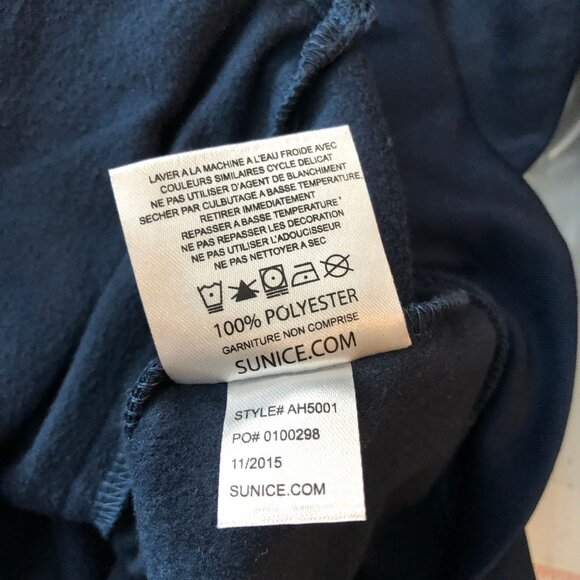 LAVER A LA MACHINE A L'EAU FROIDE AVEC
COULEURS SIMILAIRES CYCLE DELICAT
NE PAS UTILISER D'AGENT DE BLANCHIMENT
SECHER PAR CULBUTAGE A BASSE TEMPERATURE
RETIRER IMMEDIATEMENT
REPASSER A BASSE TEMPERATURE
NE PAS REPASSER LES DECORATION
NE PAS UTILISER L'ADOUCISSEUR
NE PAS NETTOYER A SEC
100% POLYESTER
GARNITURE NON COMPRISE
SUNICE.COM
STYLE# AH5001
PO# 0100298
11/2015
SUNICE.COM